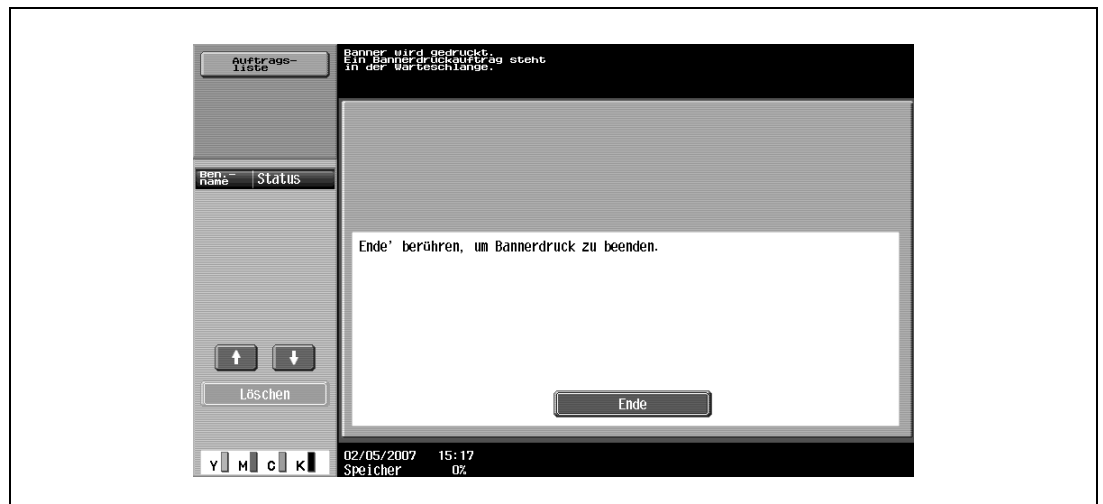 Auftrags-
liste
Banner wird gedruckt.
Ein Bannerdruckauftrag steht
in der Warteschlange.
Ben.-
name
Status
Ende’ berühren, um Bannerdruck zu beenden.
Löschen
Ende
Y M C K
02/05/2007 15:17
Speicher 0%